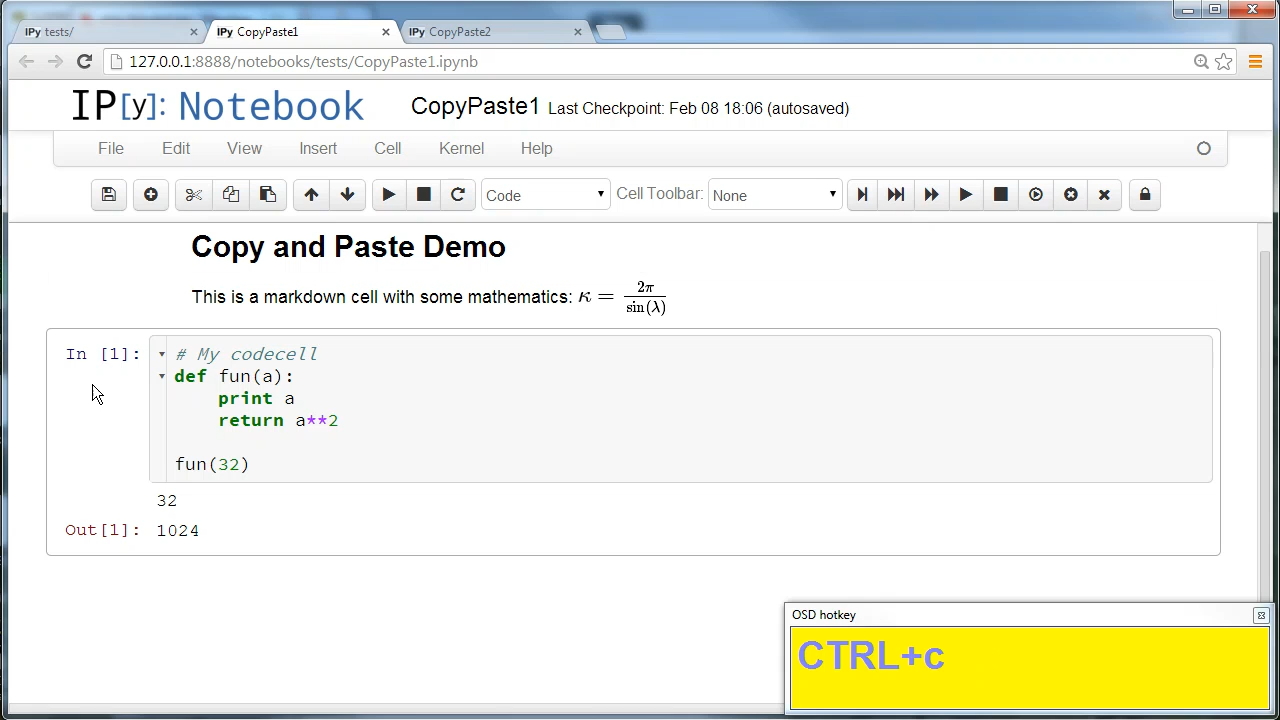 IPy tests/
IPy CopyPaste1
IPy CopyPaste2
127.0.0.1:8888/notebooks/tests/CopyPaste1.ipynb
IP[y]: Notebook
CopyPaste1 Last Checkpoint: Feb 08 18:06 (autosaved)
File Edit View Insert Cell Kernel Help
Code Cell Toolbar: None
Copy and Paste Demo
This is a markdown cell with some mathematics: κ = 2π / sin(λ)
In [1]: # My codecell
def fun(a):
    print a
    return a**2
fun(32)
32
Out[1]: 1024
OSD hotkey
CTRL+c